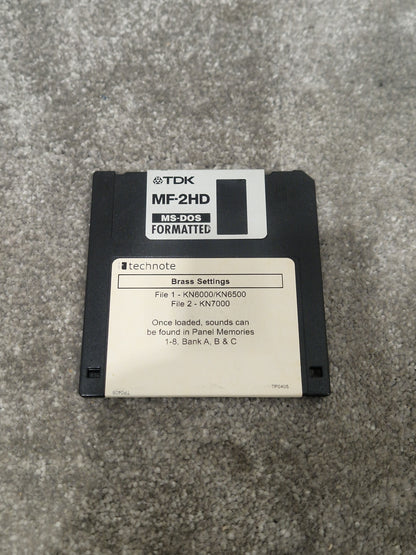 TDK
MF-2HD
MS-DOS
FORMATTED
technote
Brass Settings
File 1 - KN6000/KN6500
File 2 - KN7000
Once loaded, sounds can
be found in Panel Memories
1-8, Bank A, B & C